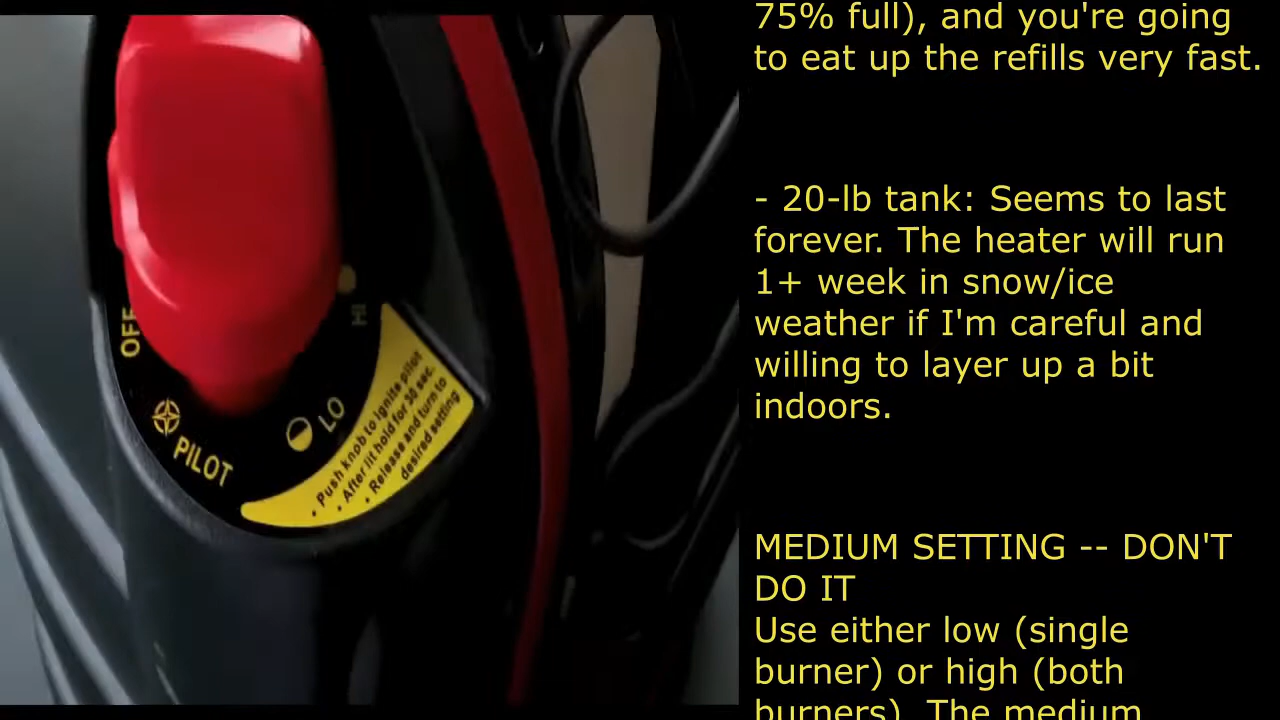 75% full), and you're going
to eat up the refills very fast.
- 20-lb tank: Seems to last
forever. The heater will run
1+ week in snow/ice
weather if I'm careful and
willing to layer up a bit
indoors.
MEDIUM SETTING -- DON'T
DO IT
Use either low (single
burner) or high (both
burners). The medium
OFF
PILOT
LO
HI
• Push knob to ignite pilot
• After lit hold for 30 sec.
• Release and turn to
desired setting